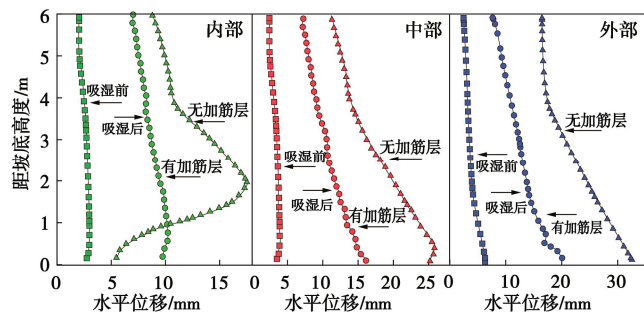 距坡底高度/m
6
5
4
3
2
1
0
内部
吸湿前
无加筋层
吸湿后
有加筋层
0 5 10 15
水平位移/mm
中部
无加筋层
吸湿前
吸湿后
有加筋层
5 10 15 20 25
水平位移/mm
外部
无加筋层
吸湿前
吸湿后
有加筋层
0 10 20 30
水平位移/mm